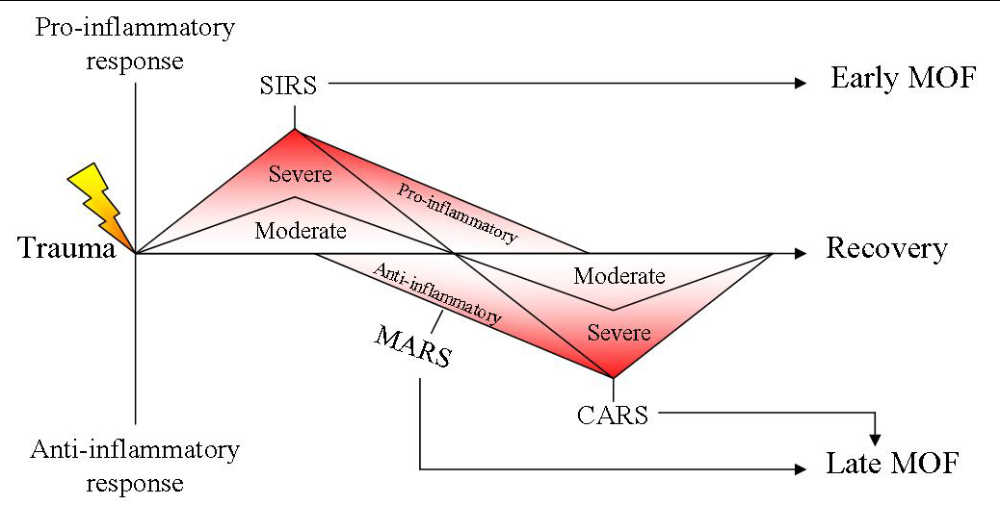 Pro-inflammatory
response
SIRS
Early MOF
Severe
Pro-inflammatory
Moderate
Trauma
Recovery
Anti-inflammatory
Moderate
Severe
MARS
CARS
Anti-inflammatory
response
Late MOF